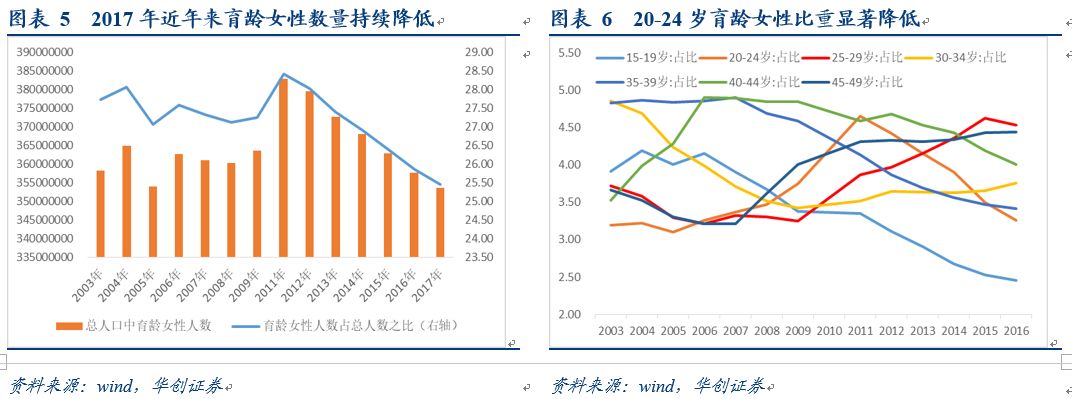 图表 5 2017 年近年来育龄女性数量持续降低
390000000
385000000
380000000
375000000
370000000
365000000
360000000
355000000
350000000
345000000
340000000
335000000
29.00
28.50
28.00
27.50
27.00
26.50
26.00
25.50
25.00
24.50
24.00
23.50
2003年
2004年
2005年
2006年
2007年
2008年
2009年
2011年
2012年
2013年
2014年
2015年
2016年
2017年
总人口中育龄女性人数
育龄女性人数占总人数之比（右轴）
资料来源：wind，华创证券
图表 6 20-24 岁育龄女性比重显著降低
15-19岁:占比 20-24岁:占比 25-29岁:占比 30-34岁:占比
35-39岁:占比 40-44岁:占比 45-49岁:占比
5.50
5.00
4.50
4.00
3.50
3.00
2.50
2.00
2003 2004 2005 2006 2007 2008 2009 2010 2011 2012 2013 2014 2015 2016
资料来源：wind，华创证券